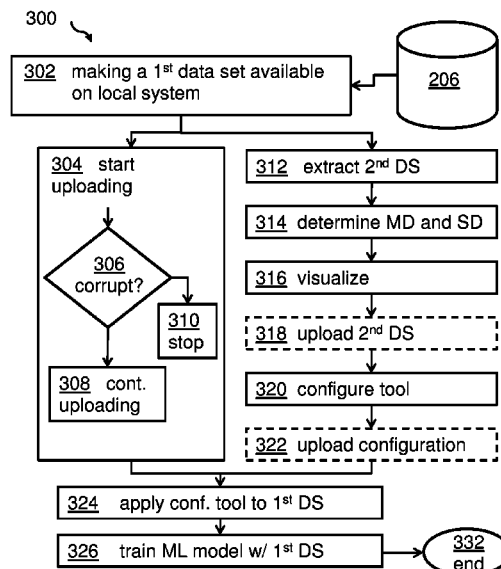 300
302 making a 1st data set available
on local system
206
304 start
uploading
306
corrupt?
310
stop
308 cont.
uploading
312 extract 2nd DS
314 determine MD and SD
316 visualize
318 upload 2nd DS
320 configure tool
322 upload configuration
324 apply conf. tool to 1st DS
326 train ML model w/ 1st DS
332
end